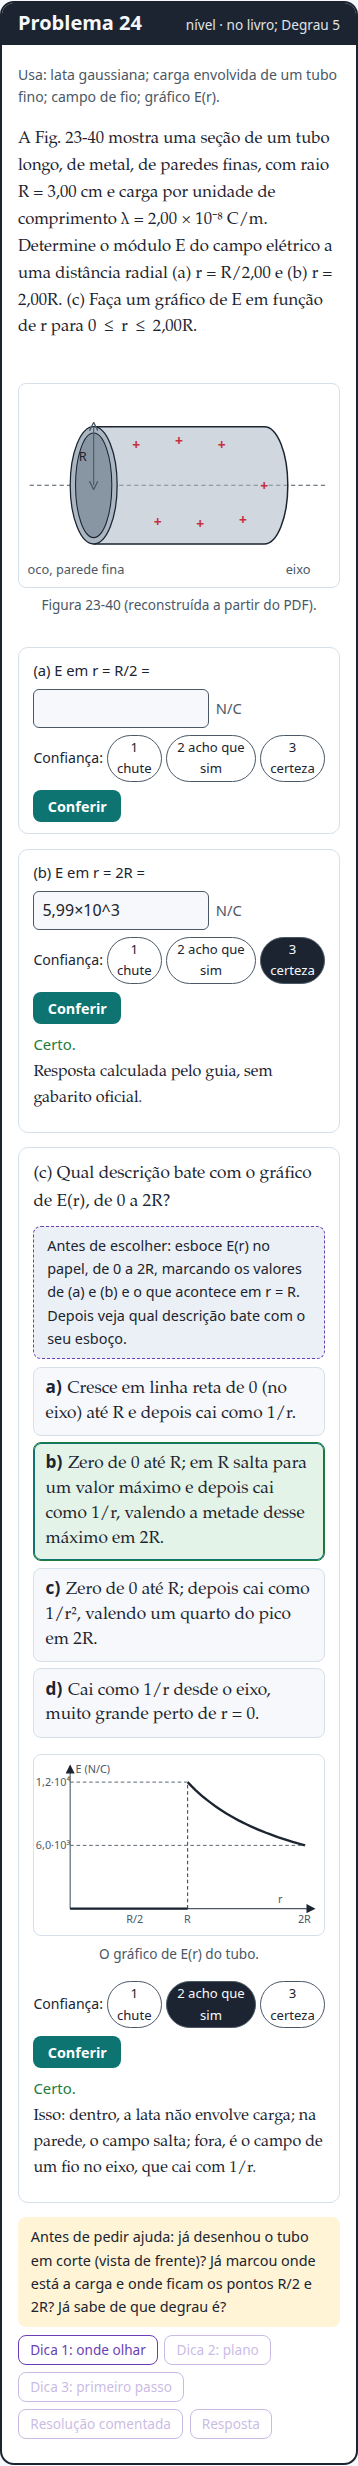 Problema 24
nível · no livro; Degrau 5
Usa: lata gaussiana; carga envolvida de um tubo
fino; campo de fio; gráfico E(r).
A Fig. 23-40 mostra uma seção de um tubo
longo, de metal, de paredes finas, com raio
R = 3,00 cm e carga por unidade de
comprimento λ = 2,00 × 10⁻⁸ C/m.
Determine o módulo E do campo elétrico a
uma distância radial (a) r = R/2,00 e (b) r =
2,00R. (c) Faça um gráfico de E em função
de r para 0 ≤ r ≤ 2,00R.
+ + +
R
+
+ + +
oco, parede fina
eixo
Figura 23-40 (reconstruída a partir do PDF).
(a) E em r = R/2 =
N/C
Confiança:
1
chute
2 acho que
sim
3
certeza
Conferir
(b) E em r = 2R =
5,99×10^3
N/C
Confiança:
1
chute
2 acho que
sim
3
certeza
Conferir
Certo.
Resposta calculada pelo guia, sem
gabarito oficial.
(c) Qual descrição bate com o gráfico
de E(r), de 0 a 2R?
Antes de escolher: esboce E(r) no
papel, de 0 a 2R, marcando os valores
de (a) e (b) e o que acontece em r = R.
Depois veja qual descrição bate com o
seu esboço.
a) Cresce em linha reta de 0 (no
eixo) até R e depois cai como 1/r.
b) Zero de 0 até R; em R salta para
um valor máximo e depois cai
como 1/r, valendo a metade desse
máximo em 2R.
c) Zero de 0 até R; depois cai como
1/r², valendo um quarto do pico
em 2R.
d) Cai como 1/r desde o eixo,
muito grande perto de r = 0.
E (N/C)
1,2·10⁴
6,0·10³
r
R/2
R
2R
O gráfico de E(r) do tubo.
Confiança:
1
chute
2 acho que
sim
3
certeza
Conferir
Certo.
Isso: dentro, a lata não envolve carga; na
parede, o campo salta; fora, é o campo de
um fio no eixo, que cai com 1/r.
Antes de pedir ajuda: já desenhou o tubo
em corte (vista de frente)? Já marcou onde
está a carga e onde ficam os pontos R/2 e
2R? Já sabe de que degrau é?
Dica 1: onde olhar
Dica 2: plano
Dica 3: primeiro passo
Resolução comentada
Resposta